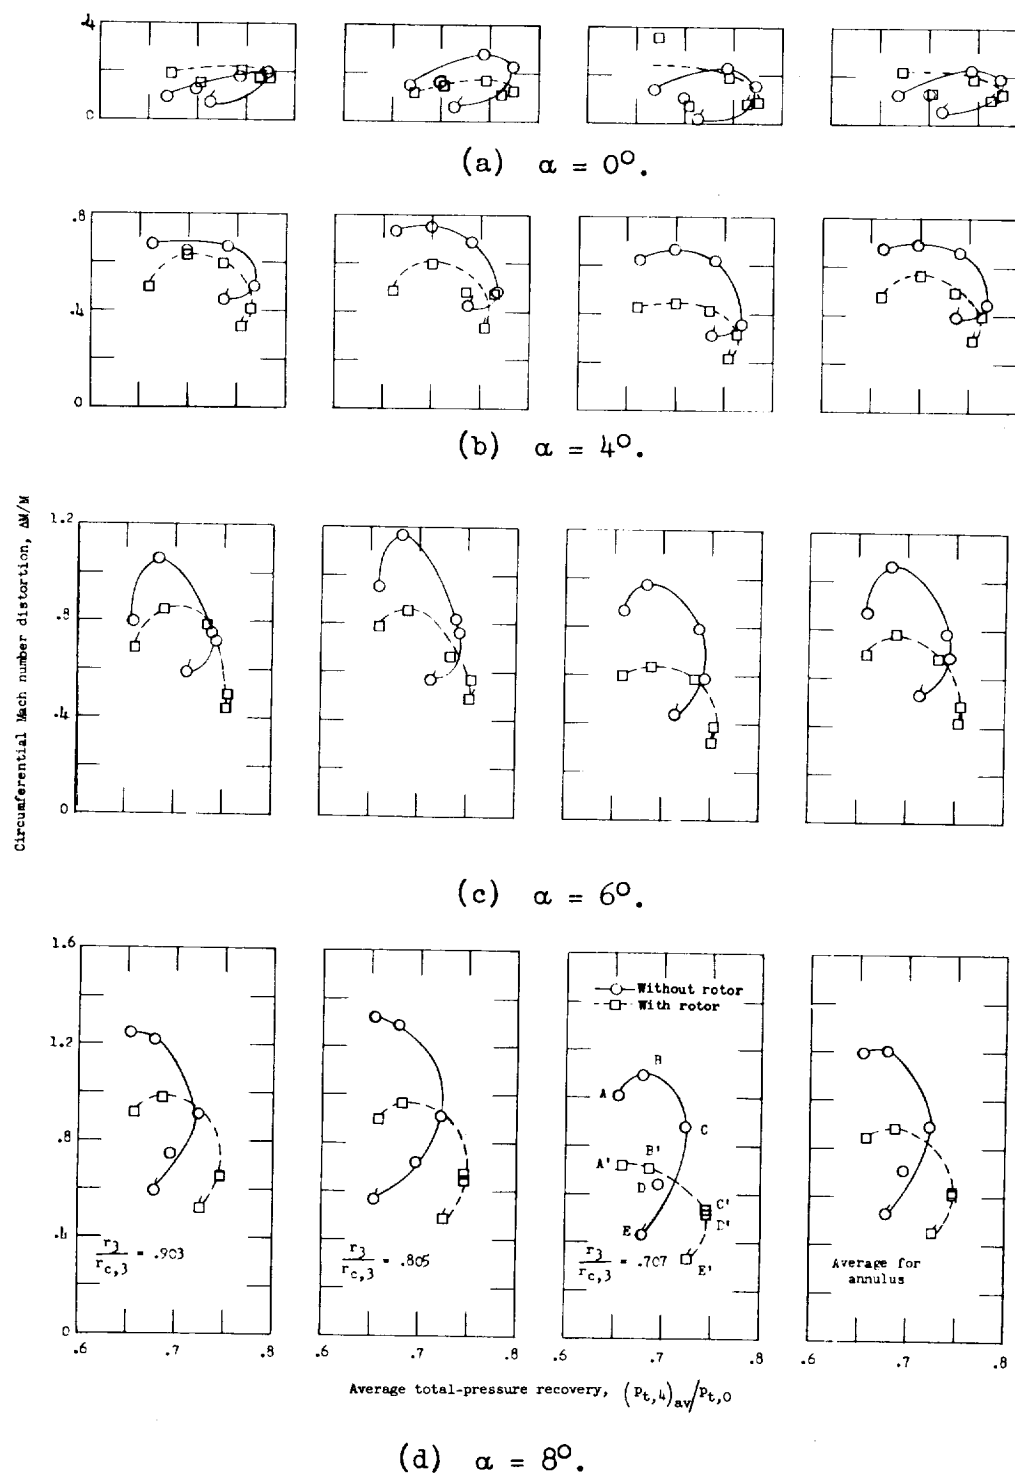 .4
0
(a) α = 0°.
.8
.4
0
(b) α = 4°.
Circumferential Mach number distortion, ΔM/M
1.2
.8
.4
0
(c) α = 6°.
1.6
1.2
.8
.4
0
Without rotor
With rotor
A
B
C
D
E
A'
B'
C'
D'
E'
r3/rc,3 = .903
r3/rc,3 = .805
r3/rc,3 = .707
Average for
annulus
.6 .7 .8 .6 .7 .8 .6 .7 .8 .6 .7 .8
Average total-pressure recovery, (Pt,4)av/Pt,0
(d) α = 8°.